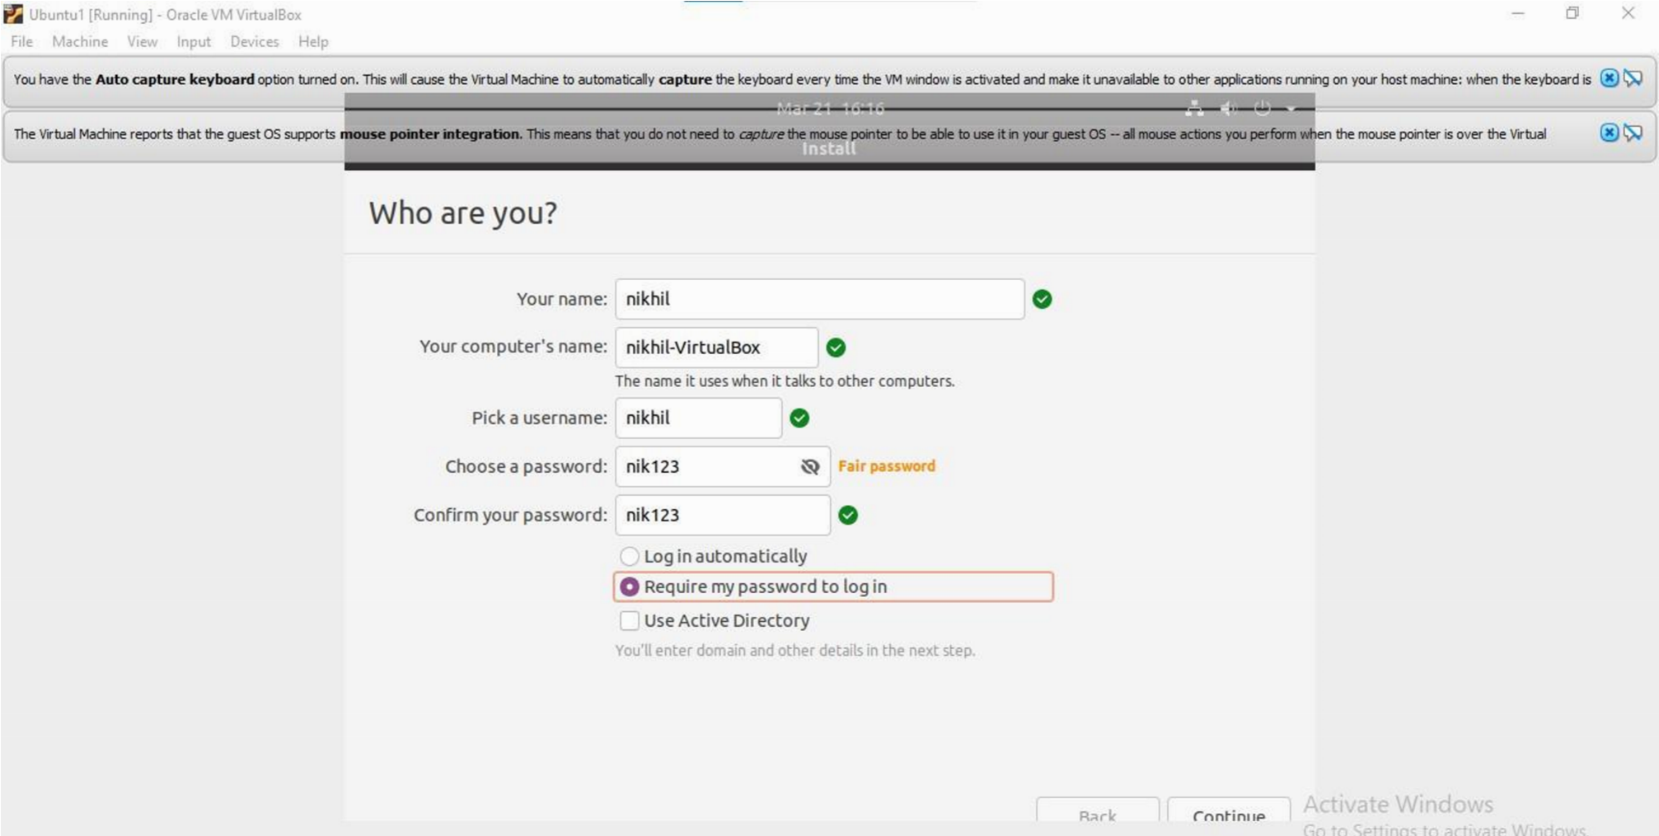 Ubuntu1 [Running] - Oracle VM VirtualBox
File Machine View Input Devices Help
You have the Auto capture keyboard option turned on. This will cause the Virtual Machine to automatically capture the keyboard every time the VM window is activated and make it unavailable to other applications running on your host machine: when the keyboard is
Mar 21 16:16
The Virtual Machine reports that the guest OS supports mouse pointer integration. This means that you do not need to capture the mouse pointer to be able to use it in your guest OS -- all mouse actions you perform when the mouse pointer is over the Virtual
Install
Who are you?
Your name: nikhil
Your computer's name: nikhil-VirtualBox
The name it uses when it talks to other computers.
Pick a username: nikhil
Choose a password: nik123 Fair password
Confirm your password: nik123
Log in automatically
Require my password to log in
Use Active Directory
You'll enter domain and other details in the next step.
Back Continue
Activate Windows
Go to Settings to activate Windows.